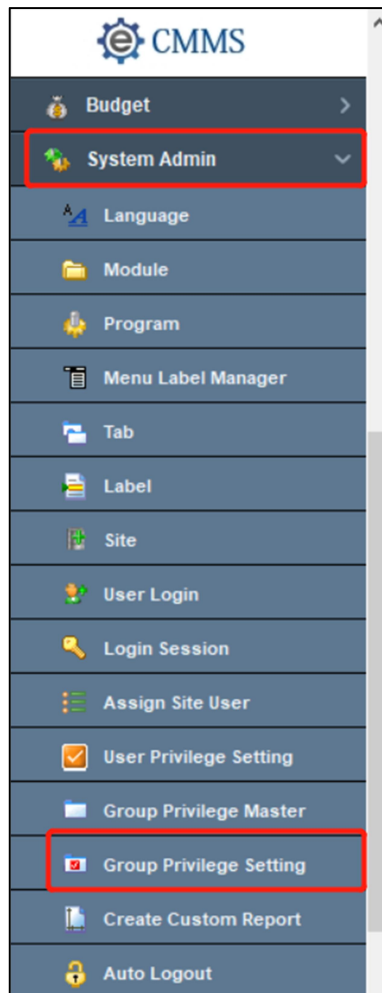 CMMS
Budget
System Admin
Language
Module
Program
Menu Label Manager
Tab
Label
Site
User Login
Login Session
Assign Site User
User Privilege Setting
Group Privilege Master
Group Privilege Setting
Create Custom Report
Auto Logout